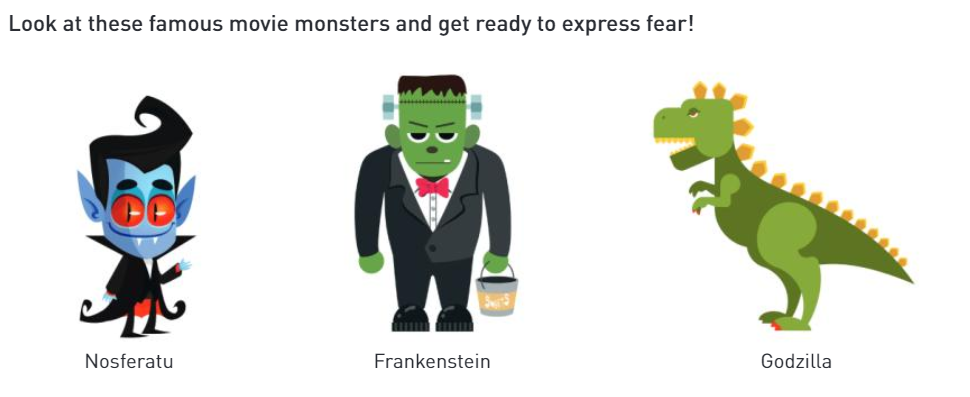 Look at these famous movie monsters and get ready to express fear!
Nosferatu
Frankenstein
Godzilla